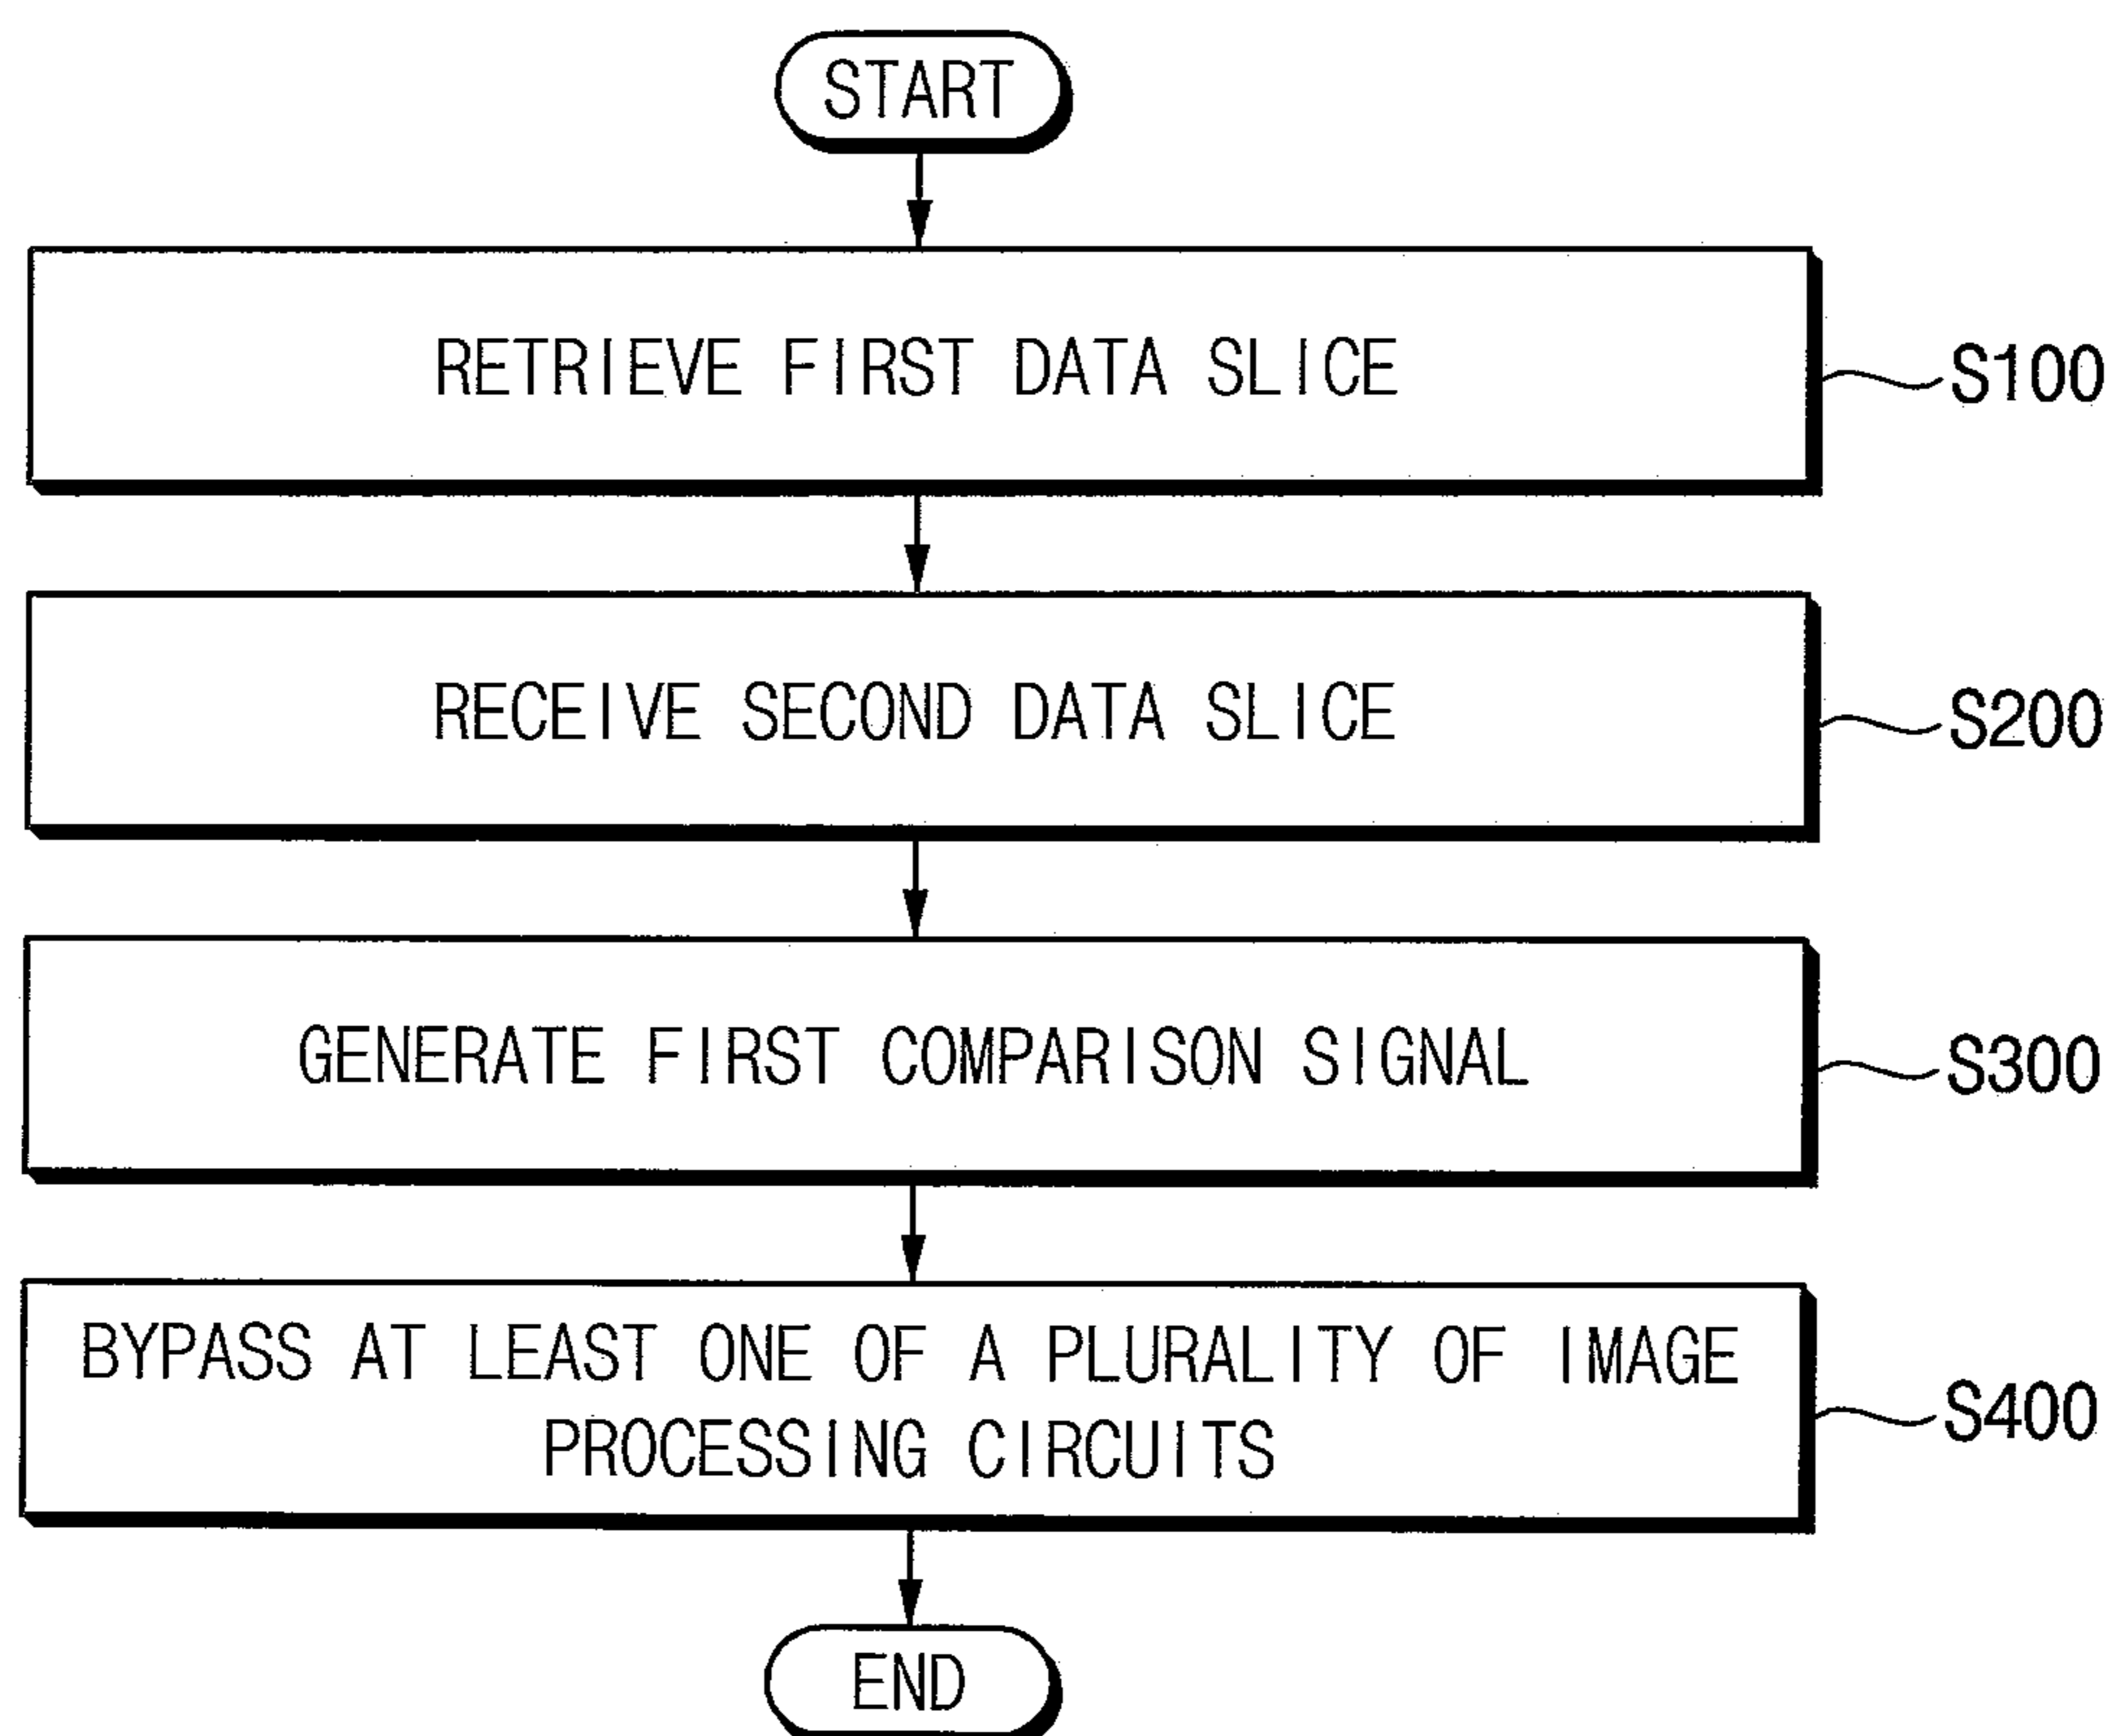 START
RETRIEVE FIRST DATA SLICE
S100
RECEIVE SECOND DATA SLICE
S200
GENERATE FIRST COMPARISON SIGNAL
S300
BYPASS AT LEAST ONE OF A PLURALITY OF IMAGE
PROCESSING CIRCUITS
S400
END